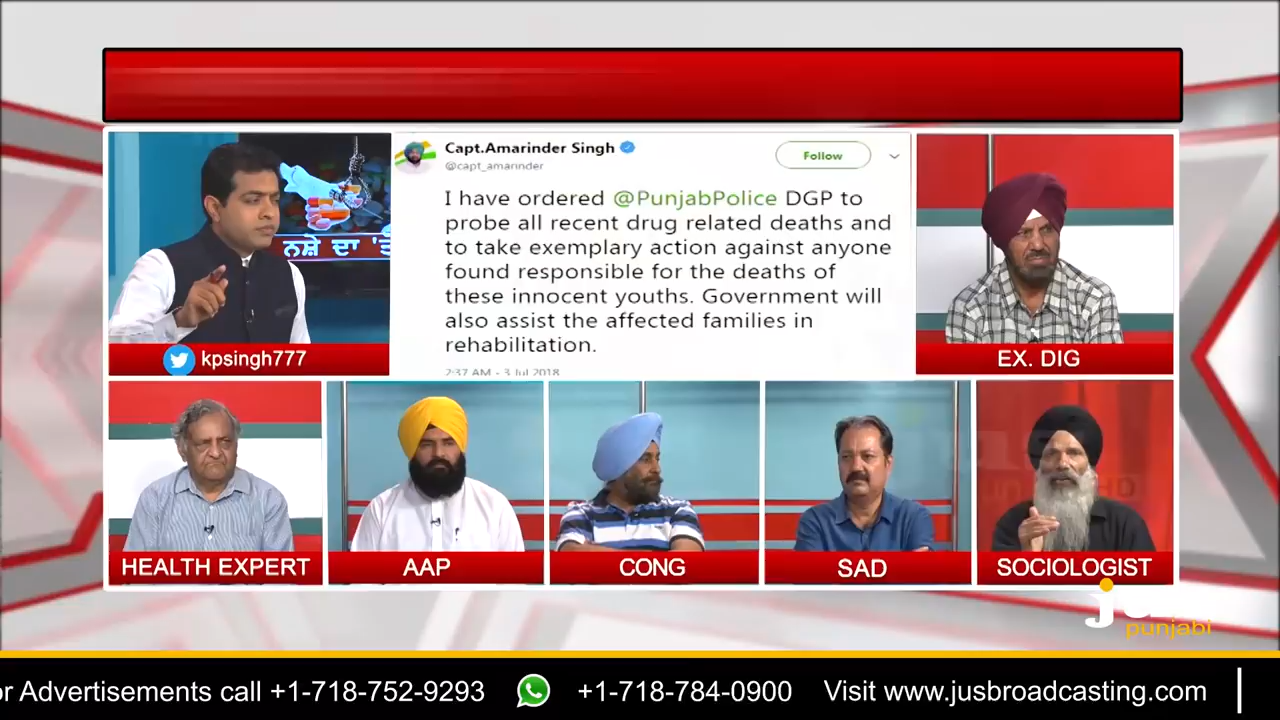 Capt.Amarinder Singh
@capt_amarinder
Follow
I have ordered @PunjabPolice DGP to
probe all recent drug related deaths and
to take exemplary action against anyone
found responsible for the deaths of
these innocent youths. Government will
also assist the affected families in
rehabilitation.
2:37 AM - 3 Jul 2018
ਨਸ਼ੇ ਦਾ
kpsingh777
EX. DIG
HEALTH EXPERT
AAP
CONG
SAD
SOCIOLOGIST
punjabi
or Advertisements call +1-718-752-9293 +1-718-784-0900 Visit www.jusbroadcasting.com